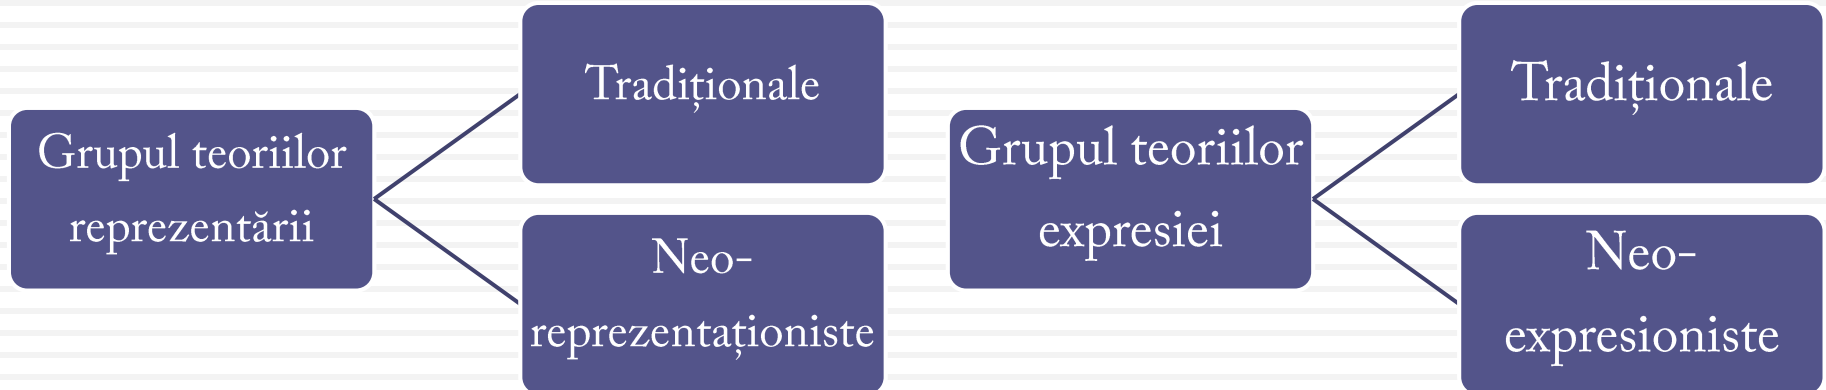 Grupul teoriilor
reprezentării
Tradiționale
Neo-
reprezentaționiste
Grupul teoriilor
expresiei
Tradiționale
Neo-
expresioniste